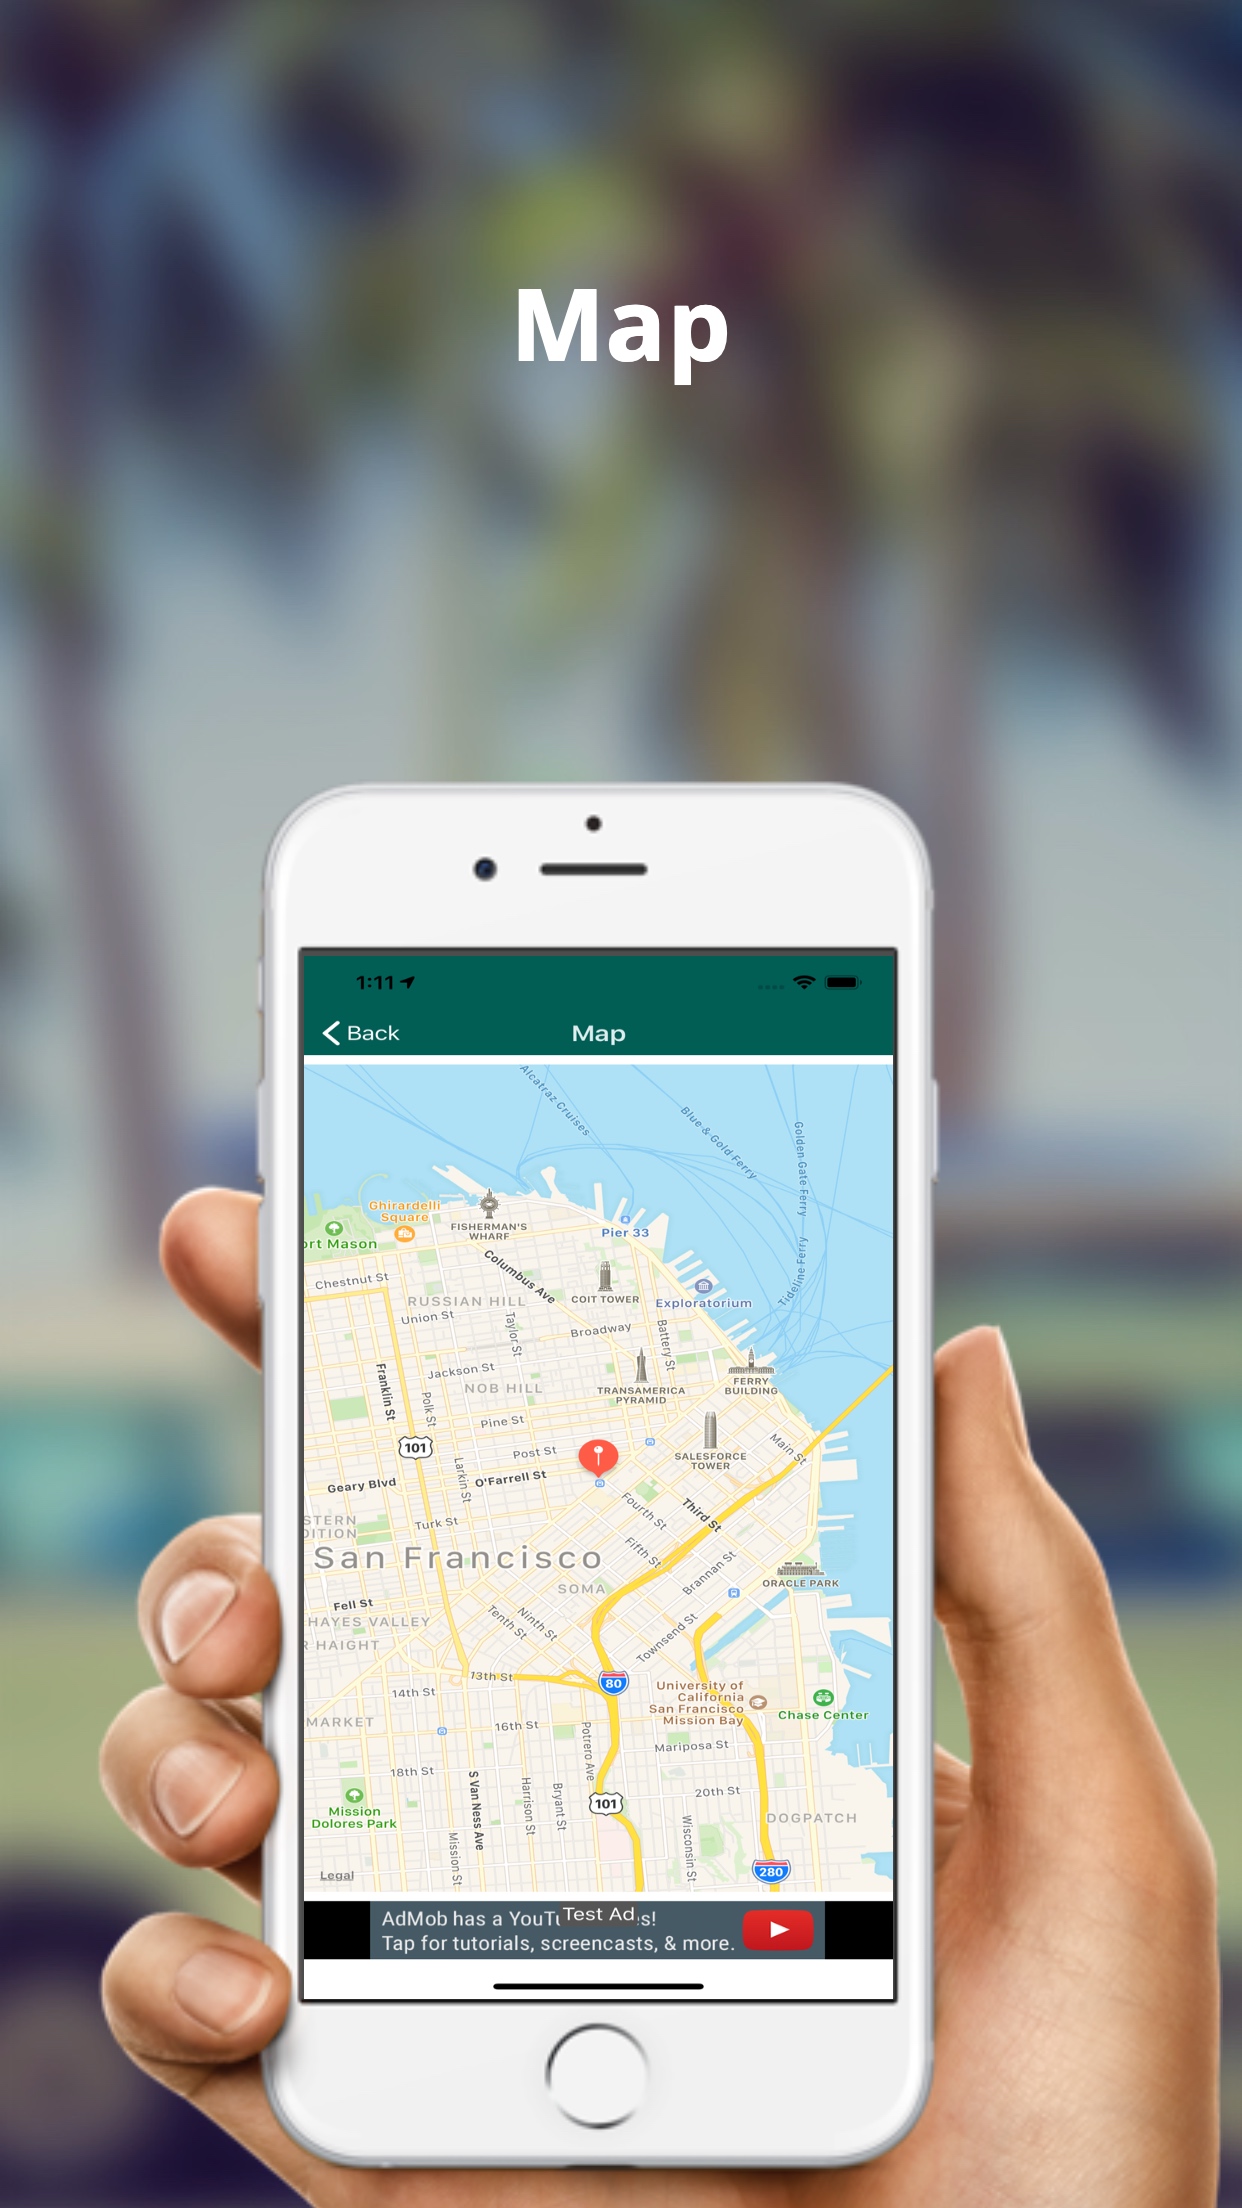 Map
1:11
Back
Map
Alcatraz Cruises
Blue & Gold Ferry
Golden Gate Ferry
Tideline Ferry
Ghirardelli
Square
FISHERMAN'S
WHARF
Pier 33
ort Mason
Columbus Ave
Chestnut St
COIT TOWER
Exploratorium
RUSSIAN HILL
Union St
Taylor St
Broadway
Battery St
Jackson St
Franklin St
NOB HILL
Polk St
TRANSAMERICA
PYRAMID
FERRY
BUILDING
Pine St
101
Post St
Main St
SALESFORCE
TOWER
Larkin St
O'Farrell St
Geary Blvd
Fourth St
Third St
STERN
DITION
Turk St
San Francisco
Fifth St
Brannan St
SOMA
ORACLE PARK
Fell St
HAYES VALLEY
Tenth St
Ninth St
Townsend St
R HAIGHT
13th St
80
University of
California
San Francisco
Mission Bay
14th St
Chase Center
MARKET
16th St
Potrero Ave
Mariposa St
18th St
S Van Ness Ave
Harrison St
Bryant St
20th St
Mission
Dolores Park
101
DOGPATCH
Wisconsin St
Mission St
Legal
280
Test Ad
AdMob has a YouTu es!
Tap for tutorials, screencasts, & more.